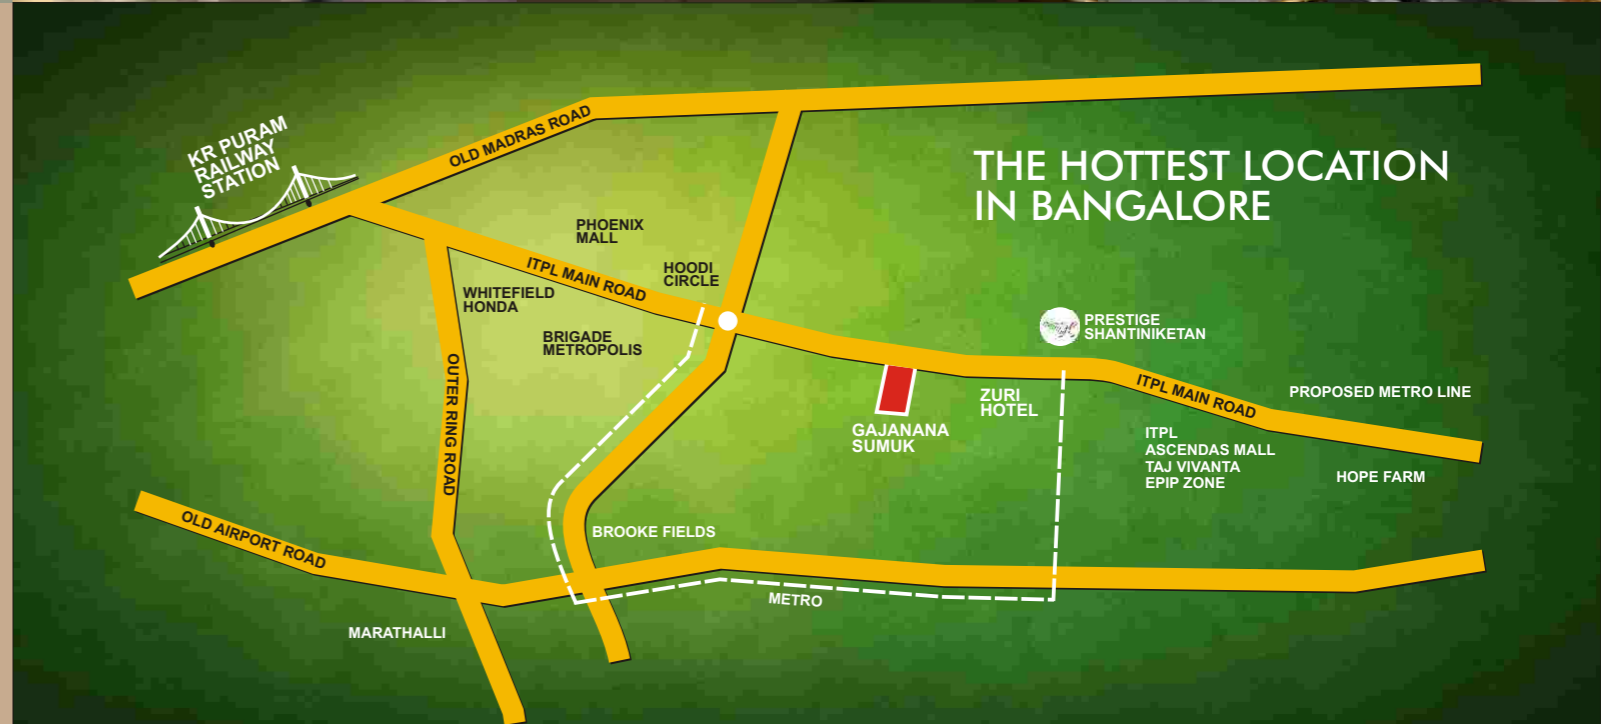 KR PURAM
RAILWAY
STATION
OLD MADRAS ROAD
THE HOTTEST LOCATION
IN BANGALORE
PHOENIX
MALL
ITPL MAIN ROAD
HOODI
CIRCLE
WHITEFIELD
HONDA
BRIGADE
METROPOLIS
OUTER RING ROAD
PRESTIGE
SHANTINIKETAN
ZURI
HOTEL
GAJANANA
SUMUK
ITPL MAIN ROAD
PROPOSED METRO LINE
ITPL
ASCENDAS MALL
TAJ VIVANTA
EPIP ZONE
HOPE FARM
OLD AIRPORT ROAD
BROOKE FIELDS
METRO
MARATHALLI